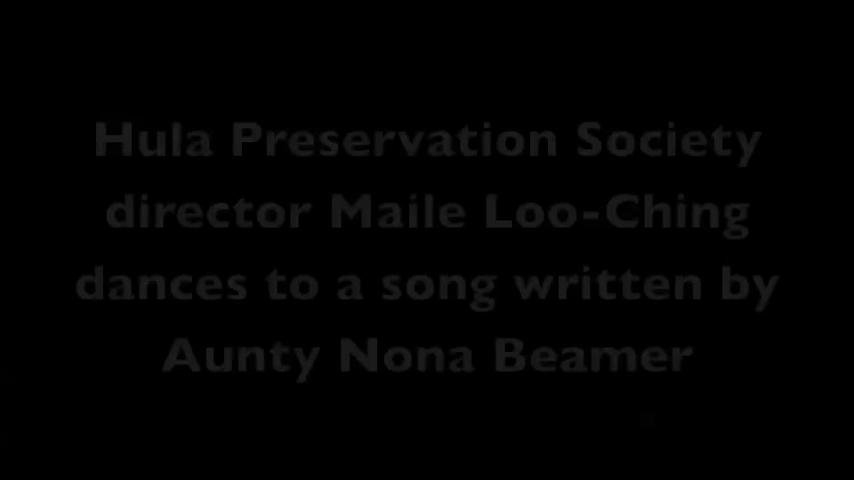 Hula Preservation Society
director Maile Loo-Ching
dances to a song written by
Aunty Nona Beamer